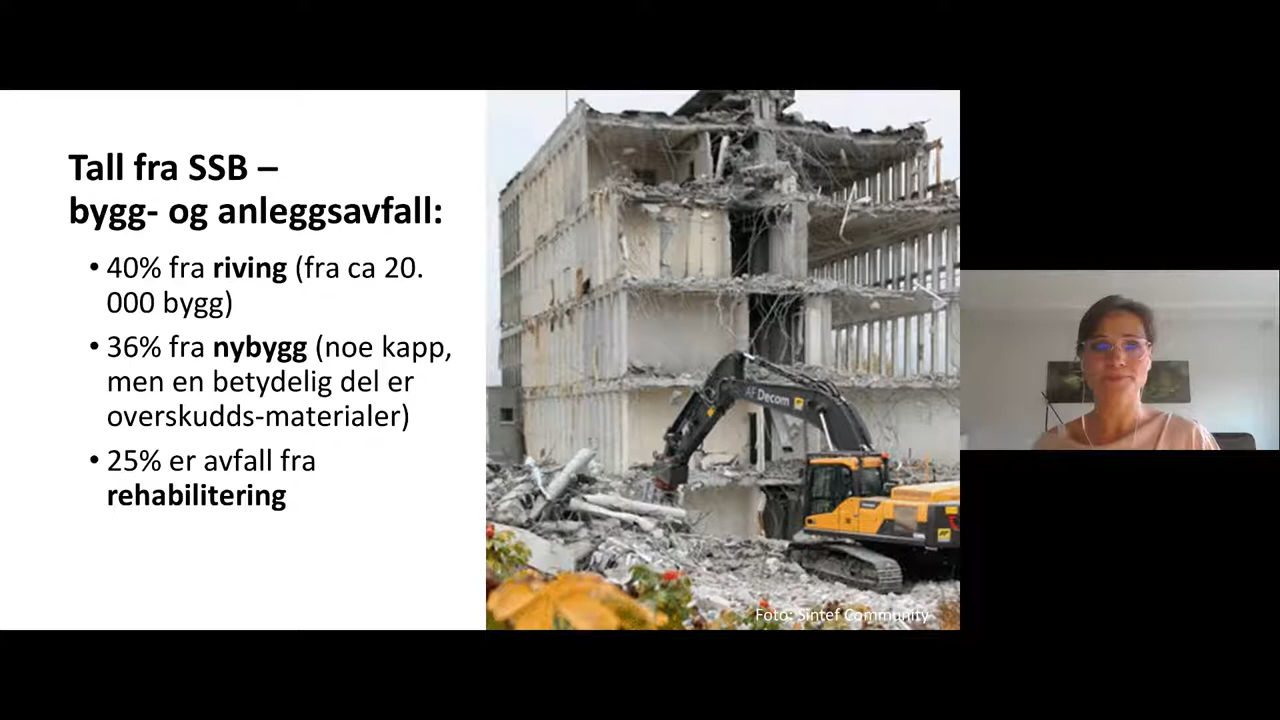 Tall fra SSB –
bygg- og anleggsavfall:
• 40% fra riving (fra ca 20.
000 bygg)
• 36% fra nybygg (noe kapp,
men en betydelig del er
overskudds-materialer)
• 25% er avfall fra
rehabilitering
AF Decom
Foto: Sintef Community